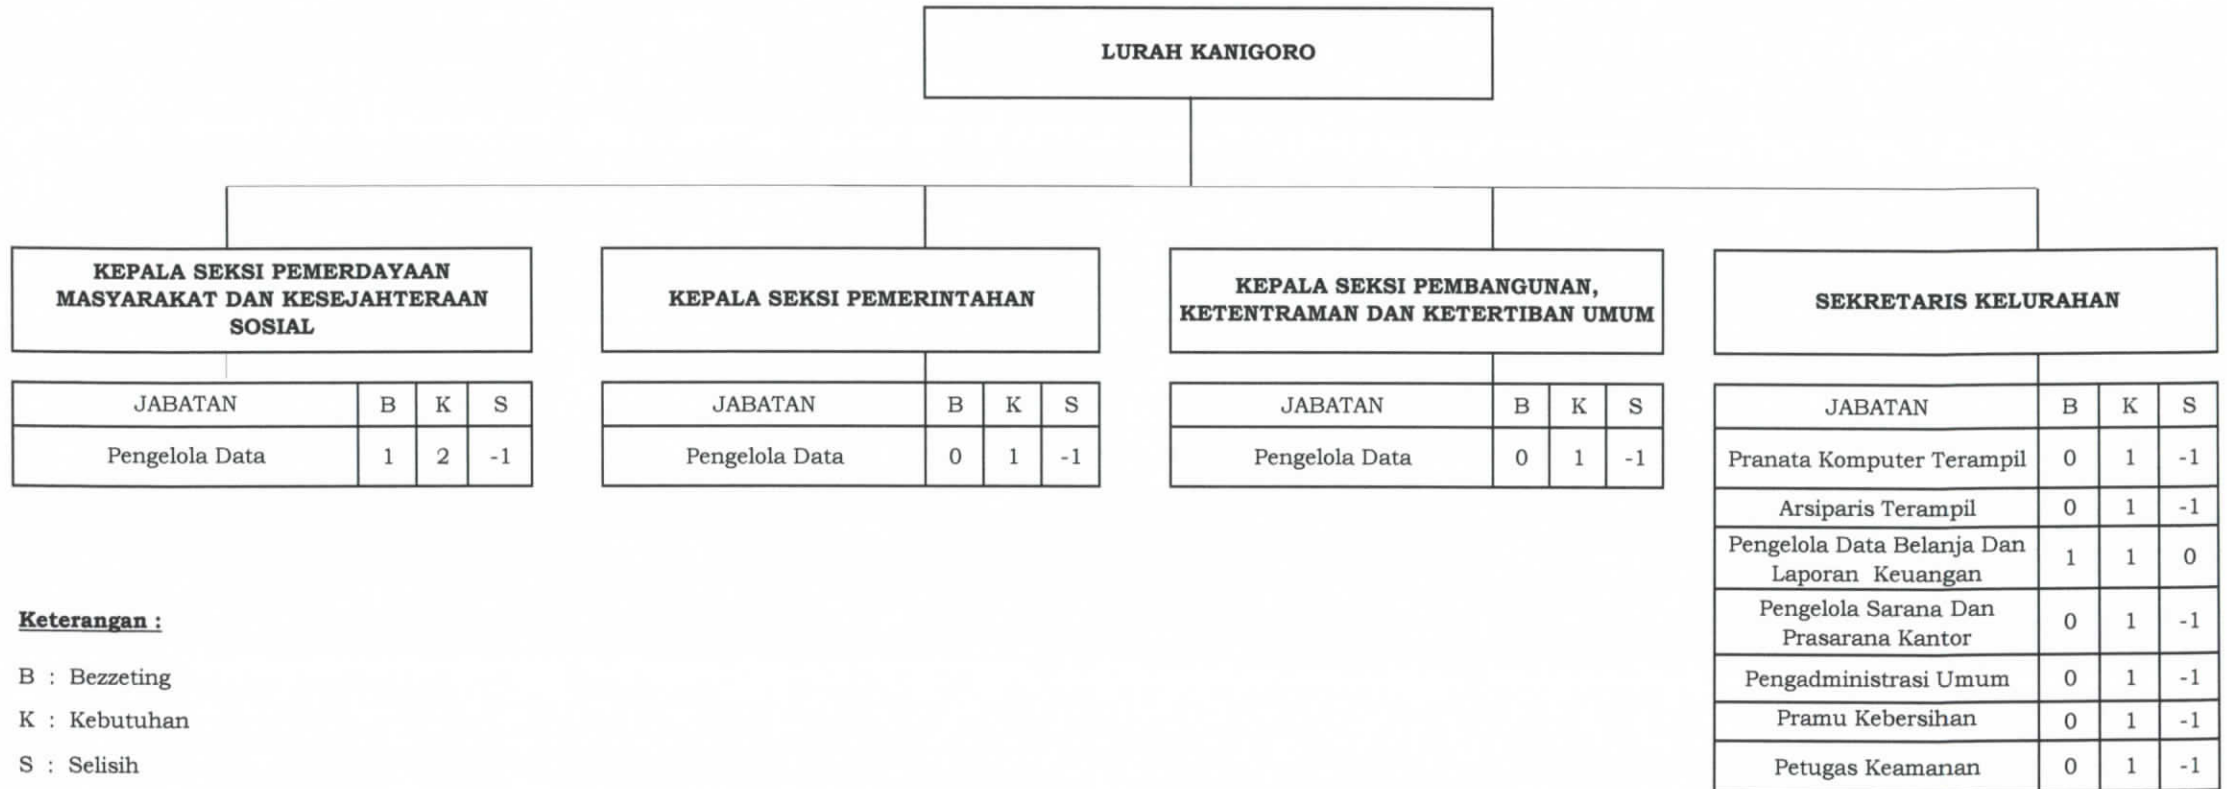 LURAH KANIGORO
KEPALA SEKSI PEMERDAYAAN
MASYARAKAT DAN KESEJAHTERAAN
SOSIAL
JABATAN B K S
Pengelola Data 1 2 -1
KEPALA SEKSI PEMERINTAHAN
JABATAN B K S
Pengelola Data 0 1 -1
KEPALA SEKSI PEMBANGUNAN,
KETENTRAMAN DAN KETERTIBAN UMUM
JABATAN B K S
Pengelola Data 0 1 -1
SEKRETARIS KELURAHAN
JABATAN B K S
Pranata Komputer Terampil 0 1 -1
Arsiparis Terampil 0 1 -1
Pengelola Data Belanja Dan
Laporan Keuangan 1 1 0
Pengelola Sarana Dan
Prasarana Kantor 0 1 -1
Pengadministrasi Umum 0 1 -1
Pramu Kebersihan 0 1 -1
Petugas Keamanan 0 1 -1
Keterangan :
B : Bezzeting
K : Kebutuhan
S : Selisih